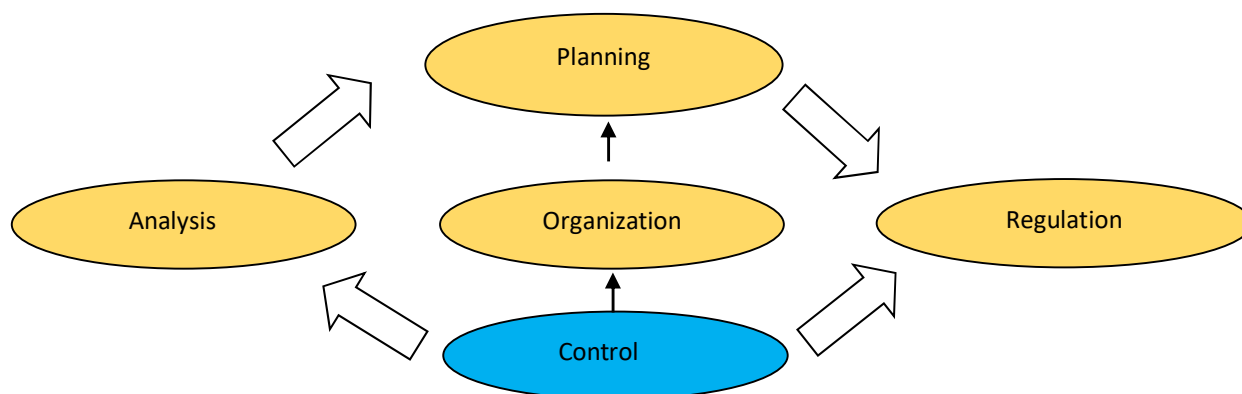 Planning
Analysis
Organization
Regulation
Control